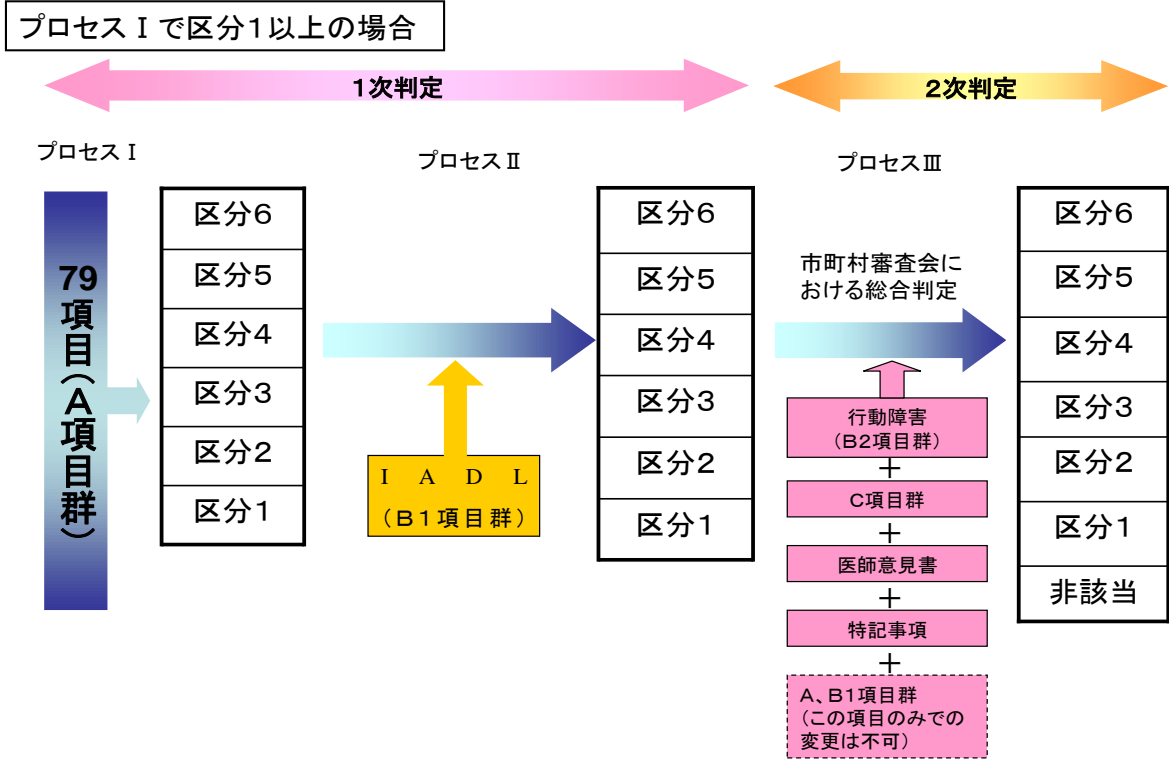 プロセスⅠで区分１以上の場合
１次判定
２次判定
プロセスⅠ
プロセスⅡ
プロセスⅢ
79
項目（Ａ項目群）
区分６
区分５
区分４
区分３
区分２
区分１
Ｉ Ａ Ｄ Ｌ
（Ｂ１項目群）
区分６
区分５
区分４
区分３
区分２
区分１
市町村審査会に
おける総合判定
行動障害
（Ｂ２項目群）
＋
Ｃ項目群
＋
医師意見書
＋
特記事項
＋
Ａ、Ｂ１項目群
（この項目のみでの
変更は不可）
区分６
区分５
区分４
区分３
区分２
区分１
非該当